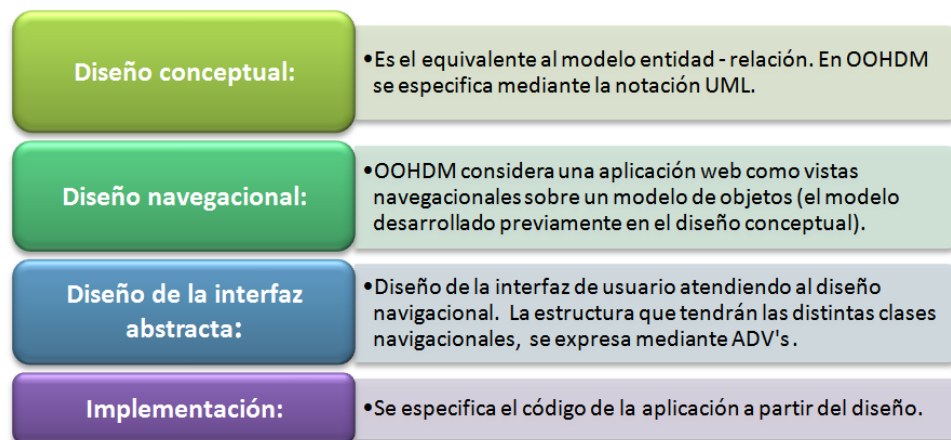 Diseño conceptual:
•Es el equivalente al modelo entidad - relación. En OOHDM
se especifica mediante la notación UML.
Diseño navegacional:
•OOHDM considera una aplicación web como vistas
navegacionales sobre un modelo de objetos (el modelo
desarrollado previamente en el diseño conceptual).
Diseño de la interfaz
abstracta:
•Diseño de la interfaz de usuario atendiendo al diseño
navegacional. La estructura que tendrán las distintas clases
navigacionales, se expresa mediante ADV's .
Implementación:
•Se especifica el código de la aplicación a partir del diseño.